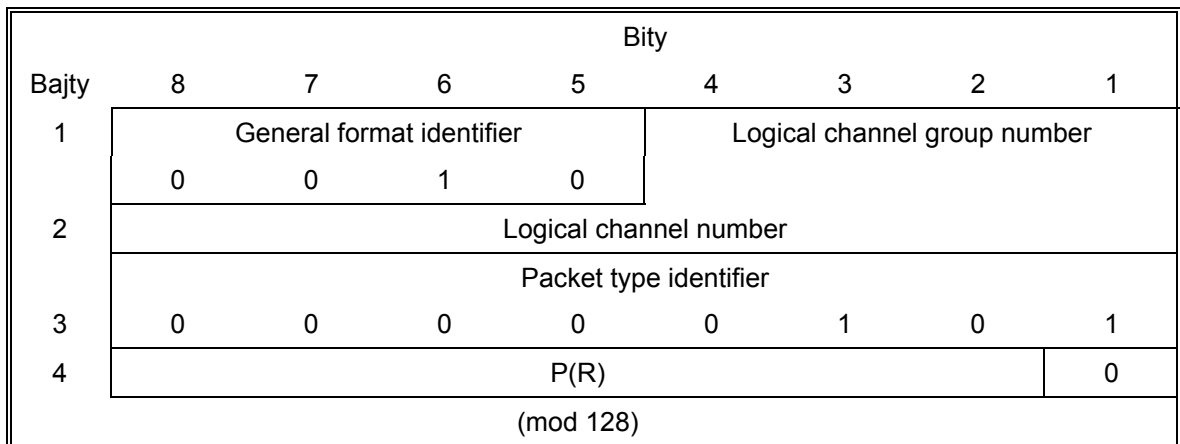 Bity
Bajty 8 7 6 5 4 3 2 1
1 General format identifier Logical channel group number
0 0 1 0
2 Logical channel number
Packet type identifier
3 0 0 0 0 0 1 0 1
4 P(R) 0
(mod 128)